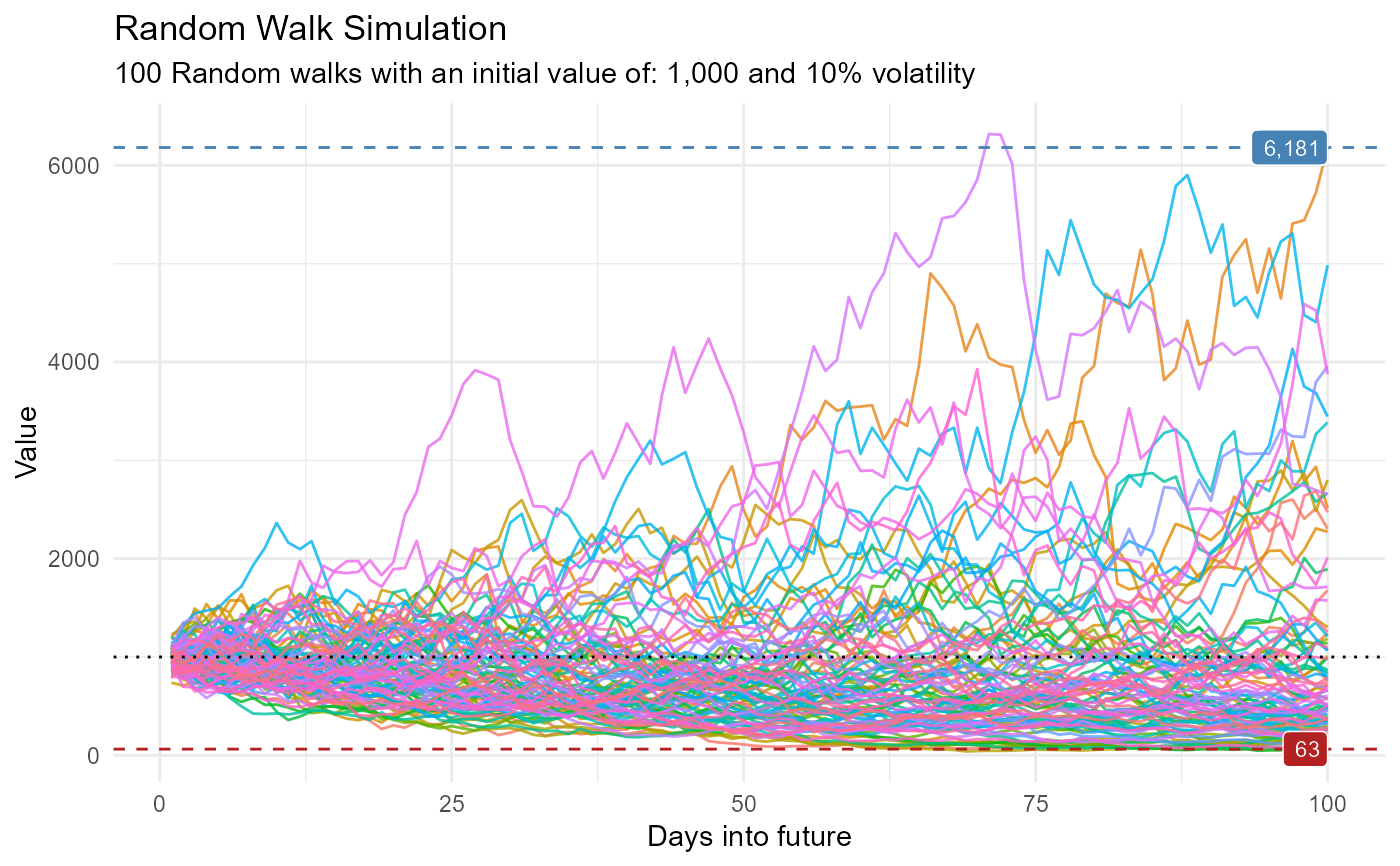 Random Walk Simulation
100 Random walks with an initial value of: 1,000 and 10% volatility
6000
4000
2000
0
Value
6,181
63
0 25 50 75 100
Days into future